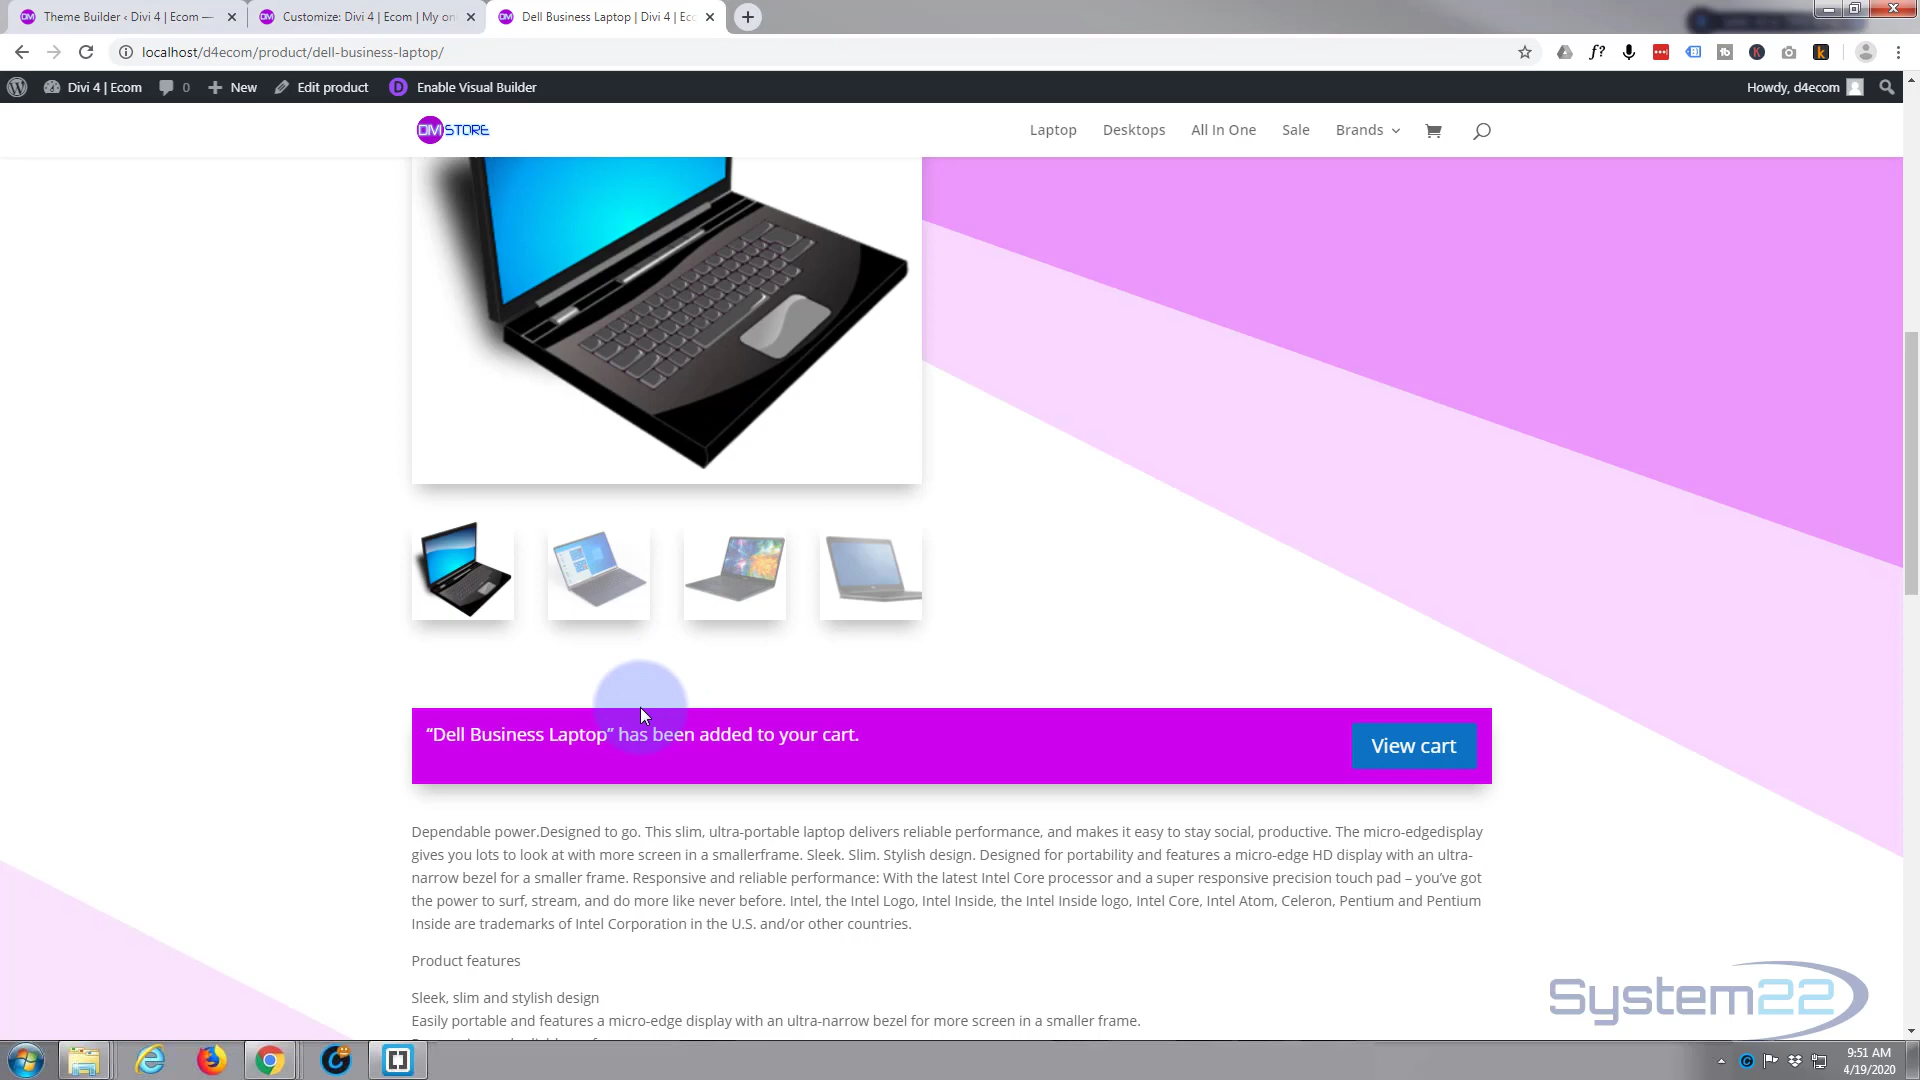 Theme Builder ‹ Divi 4 | Ecom —
Customize: Divi 4 | Ecom | My on
Dell Business Laptop | Divi 4 | Ec
localhost/d4ecom/product/dell-business-laptop/
Divi 4 | Ecom
0
New
Edit product
Enable Visual Builder
Howdy, d4ecom
DM STORE
Laptop
Desktops
All In One
Sale
Brands
“Dell Business Laptop” has been added to your cart.
View cart
Dependable power.Designed to go. This slim, ultra-portable laptop delivers reliable performance, and makes it easy to stay social, productive. The micro-edgedisplay
gives you lots to look at with more screen in a smallerframe. Sleek. Slim. Stylish design. Designed for portability and features a micro-edge HD display with an ultra-
narrow bezel for a smaller frame. Responsive and reliable performance: With the latest Intel Core processor and a super responsive precision touch pad – you’ve got
the power to surf, stream, and do more like never before. Intel, the Intel Logo, Intel Inside, the Intel Inside logo, Intel Core, Intel Atom, Celeron, Pentium and Pentium
Inside are trademarks of Intel Corporation in the U.S. and/or other countries.
Product features
Sleek, slim and stylish design
Easily portable and features a micro-edge display with an ultra-narrow bezel for more screen in a smaller frame.
System22
9:51 AM
4/19/2020